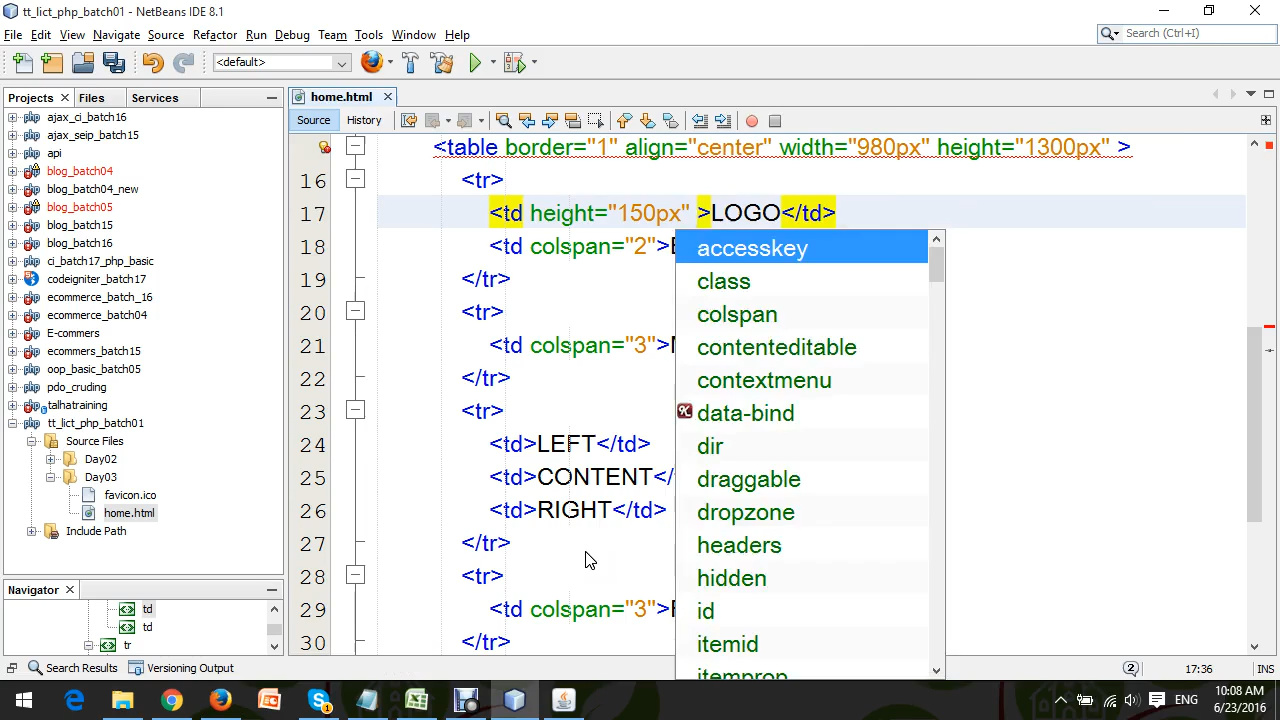 tt_lict_php_batch01 - NetBeans IDE 8.1
File Edit View Navigate Source Refactor Run Debug Team Tools Window Help
Search (Ctrl+I)
<default>
Projects Files Services
home.html
Source History
ajax_ci_batch16
ajax_seip_batch15
api
blog_batch04
blog_batch04_new
blog_batch05
blog_batch15
blog_batch16
ci_batch17_php_basic
codeigniter_batch17
ecommerce_batch_16
ecommerce_batch04
E-commers
ecommers_batch15
oop_basic_batch05
pdo_cruding
talhatraining
tt_lict_php_batch01
Source Files
Day02
Day03
favicon.ico
home.html
Include Path
Navigator
td
td
tr
<table border="1" align="center" width="980px" height="1300px" >
16 <tr>
17 <td height="150px" >LOGO</td>
18 <td colspan="2">
19 </tr>
20 <tr>
21 <td colspan="3">
22 </tr>
23 <tr>
24 <td>LEFT</td>
25 <td>CONTENT</
26 <td>RIGHT</td>
27 </tr>
28 <tr>
29 <td colspan="3">
30 </tr>
accesskey
class
colspan
contenteditable
contextmenu
data-bind
dir
draggable
dropzone
headers
hidden
id
itemid
itemprop
Search Results Versioning Output
2 17:36 INS
ENG
10:08 AM
6/23/2016